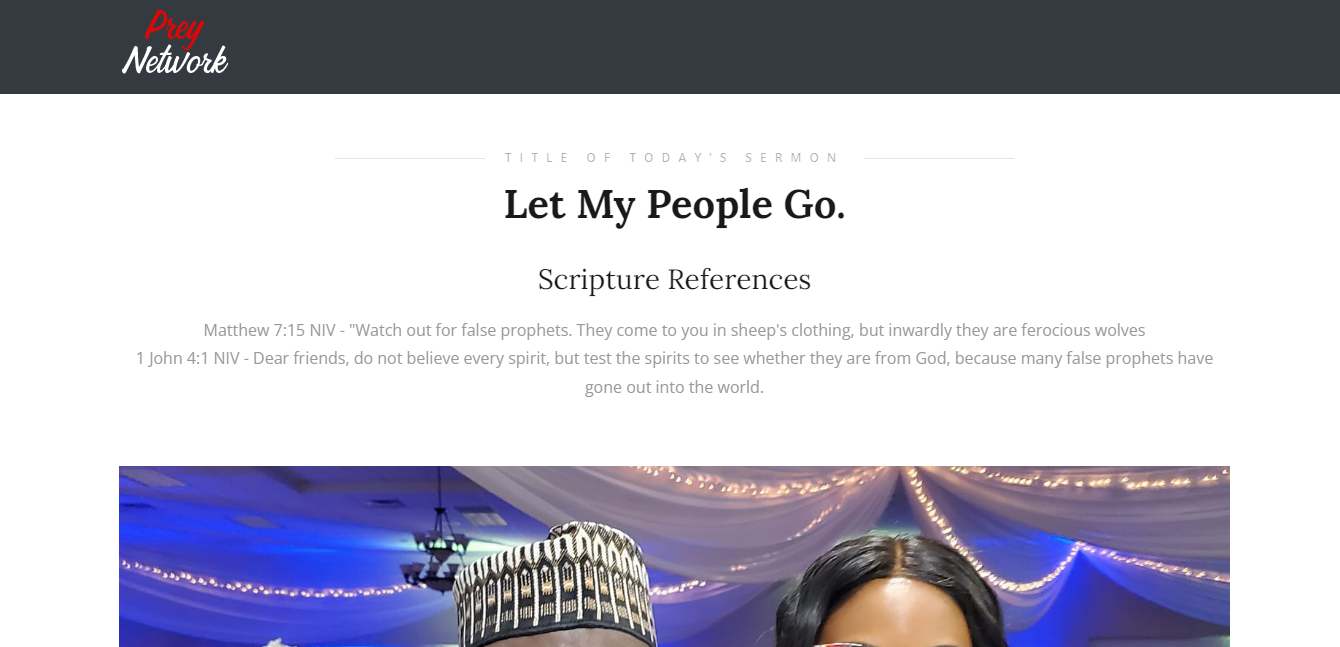 Prey
Network
TITLE OF TODAY'S SERMON
Let My People Go.
Scripture References
Matthew 7:15 NIV - "Watch out for false prophets. They come to you in sheep's clothing, but inwardly they are ferocious wolves
1 John 4:1 NIV - Dear friends, do not believe every spirit, but test the spirits to see whether they are from God, because many false prophets have
gone out into the world.